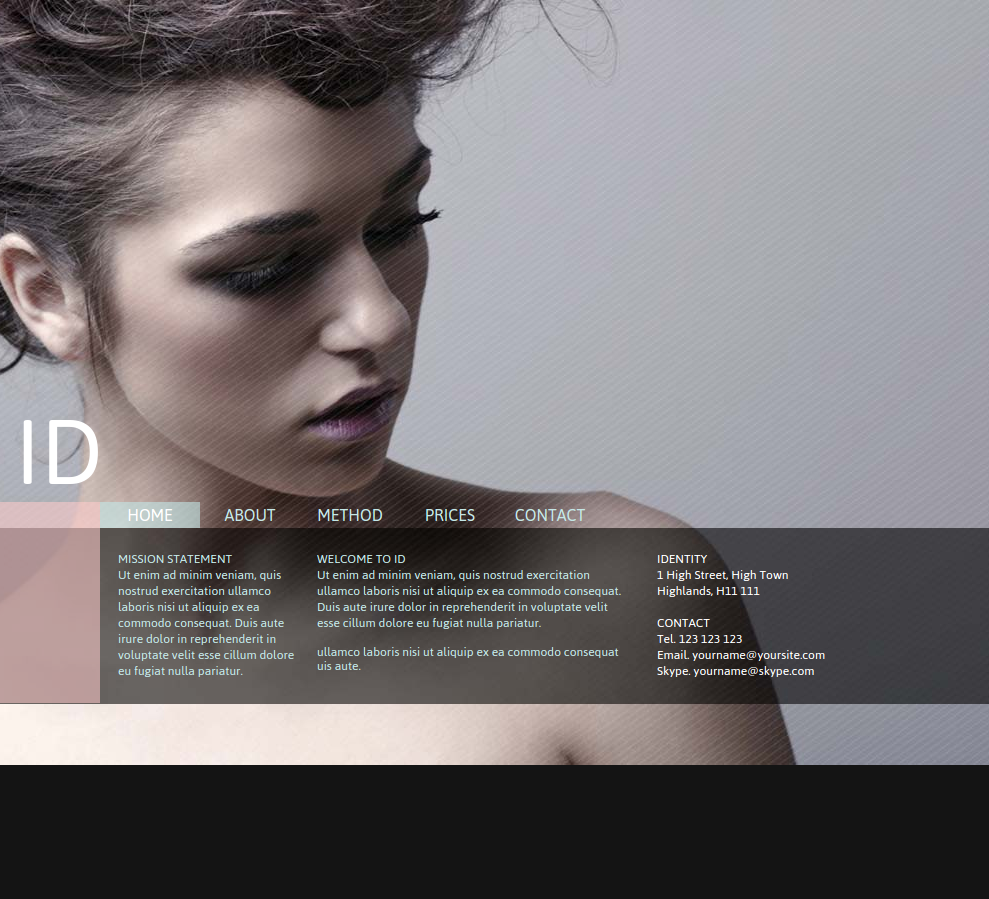 ID
HOME
ABOUT
METHOD
PRICES
CONTACT
MISSION STATEMENT
Ut enim ad minim veniam, quis
nostrud exercitation ullamco
laboris nisi ut aliquip ex ea
commodo consequat. Duis aute
irure dolor in reprehenderit in
voluptate velit esse cillum dolore
eu fugiat nulla pariatur.
WELCOME TO ID
Ut enim ad minim veniam, quis nostrud exercitation
ullamco laboris nisi ut aliquip ex ea commodo consequat.
Duis aute irure dolor in reprehenderit in voluptate velit
esse cillum dolore eu fugiat nulla pariatur.
ullamco laboris nisi ut aliquip ex ea commodo consequat
uis aute.
IDENTITY
1 High Street, High Town
Highlands, H11 111
CONTACT
Tel. 123 123 123
Email. yourname@yoursite.com
Skype. yourname@skype.com